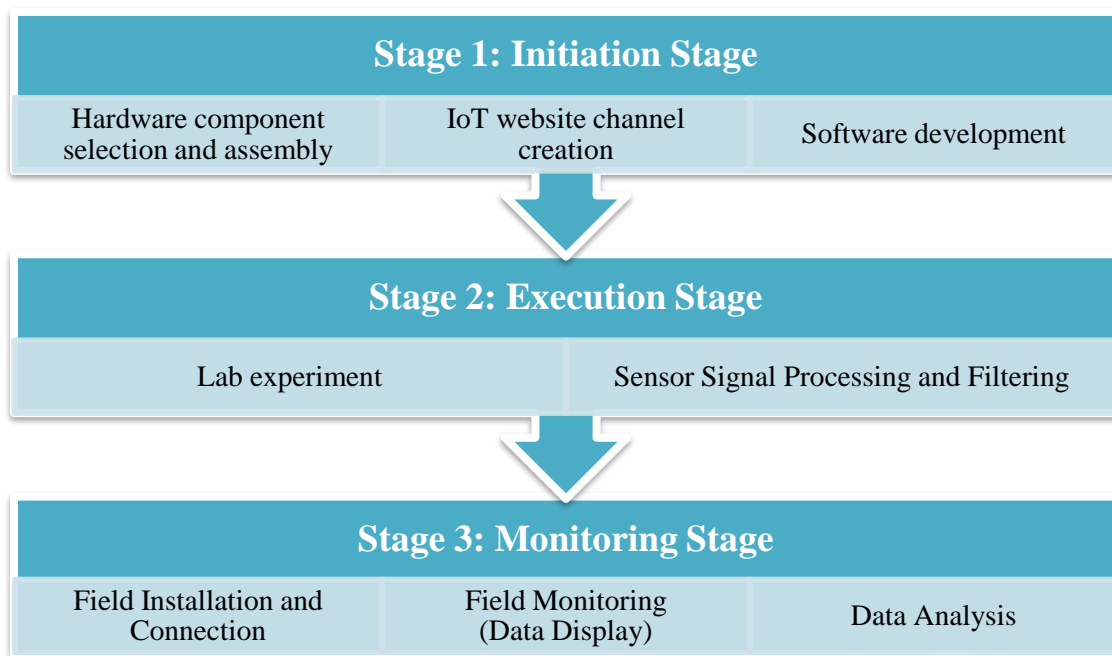 Stage 1: Initiation Stage
Hardware component
selection and assembly
IoT website channel
creation
Software development
Stage 2: Execution Stage
Lab experiment
Sensor Signal Processing and Filtering
Stage 3: Monitoring Stage
Field Installation and
Connection
Field Monitoring
(Data Display)
Data Analysis